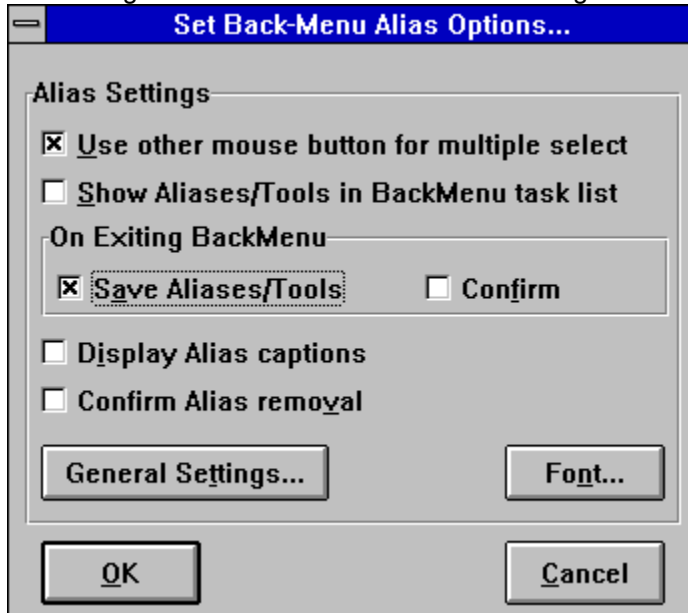 Set Back-Menu Alias Options...
Alias Settings
Use other mouse button for multiple select
Show Aliases/Tools in BackMenu task list
On Exiting BackMenu
Save Aliases/Tools
Confirm
Display Alias captions
Confirm Alias removal
General Settings...
Font...
OK
Cancel